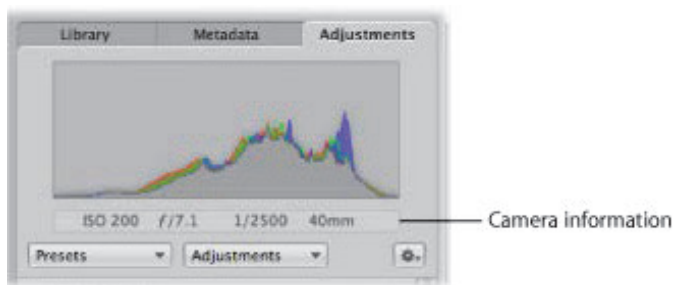 Library Metadata Adjustments
ISO 200 ƒ/7.1 1/2500 40mm
Camera information
Presets Adjustments